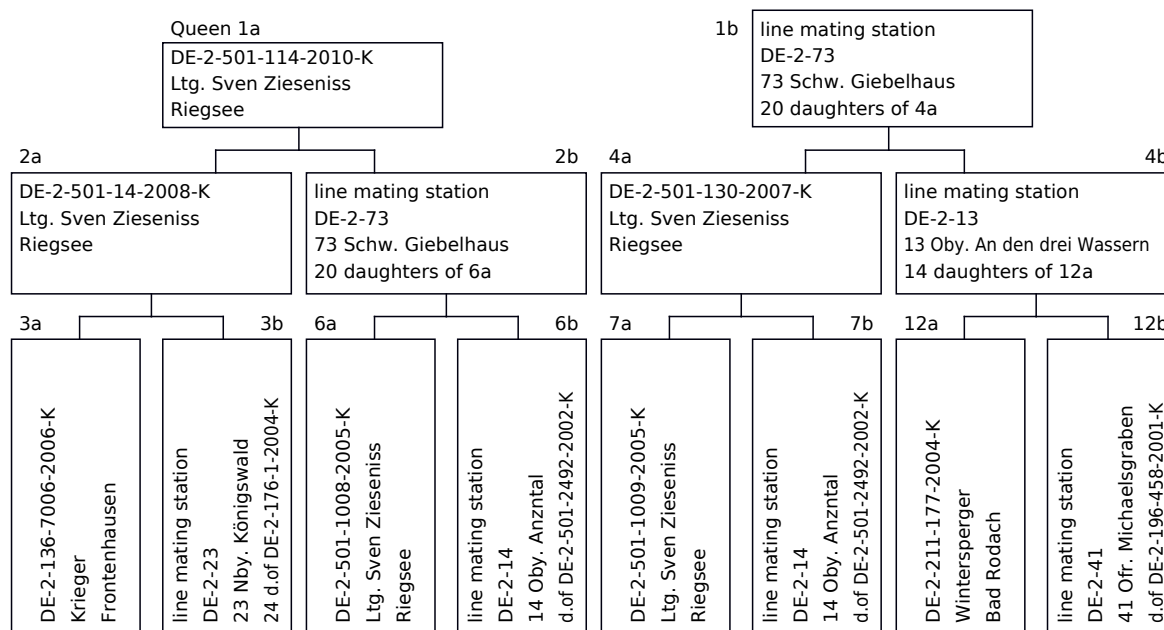 Queen 1a
DE-2-501-114-2010-K
Ltg. Sven Zieseniss
Riegsee
1b
line mating station
DE-2-73
73 Schw. Giebelhaus
20 daughters of 4a
2a
DE-2-501-14-2008-K
Ltg. Sven Zieseniss
Riegsee
2b
line mating station
DE-2-73
73 Schw. Giebelhaus
20 daughters of 6a
4a
DE-2-501-130-2007-K
Ltg. Sven Zieseniss
Riegsee
4b
line mating station
DE-2-13
13 Oby. An den drei Wassern
14 daughters of 12a
3a
DE-2-136-7006-2006-K
Krieger
Frontenhausen
3b
line mating station
DE-2-23
23 Nby. Königswald
24 d.of DE-2-176-1-2004-K
6a
DE-2-501-1008-2005-K
Ltg. Sven Zieseniss
Riegsee
6b
line mating station
DE-2-14
14 Oby. Anzntal
d.of DE-2-501-2492-2002-K
7a
DE-2-501-1009-2005-K
Ltg. Sven Zieseniss
Riegsee
7b
line mating station
DE-2-14
14 Oby. Anzntal
d.of DE-2-501-2492-2002-K
12a
DE-2-211-177-2004-K
Wintersperger
Bad Rodach
12b
line mating station
DE-2-41
41 Ofr. Michaelsgraben
d.of DE-2-196-458-2001-K